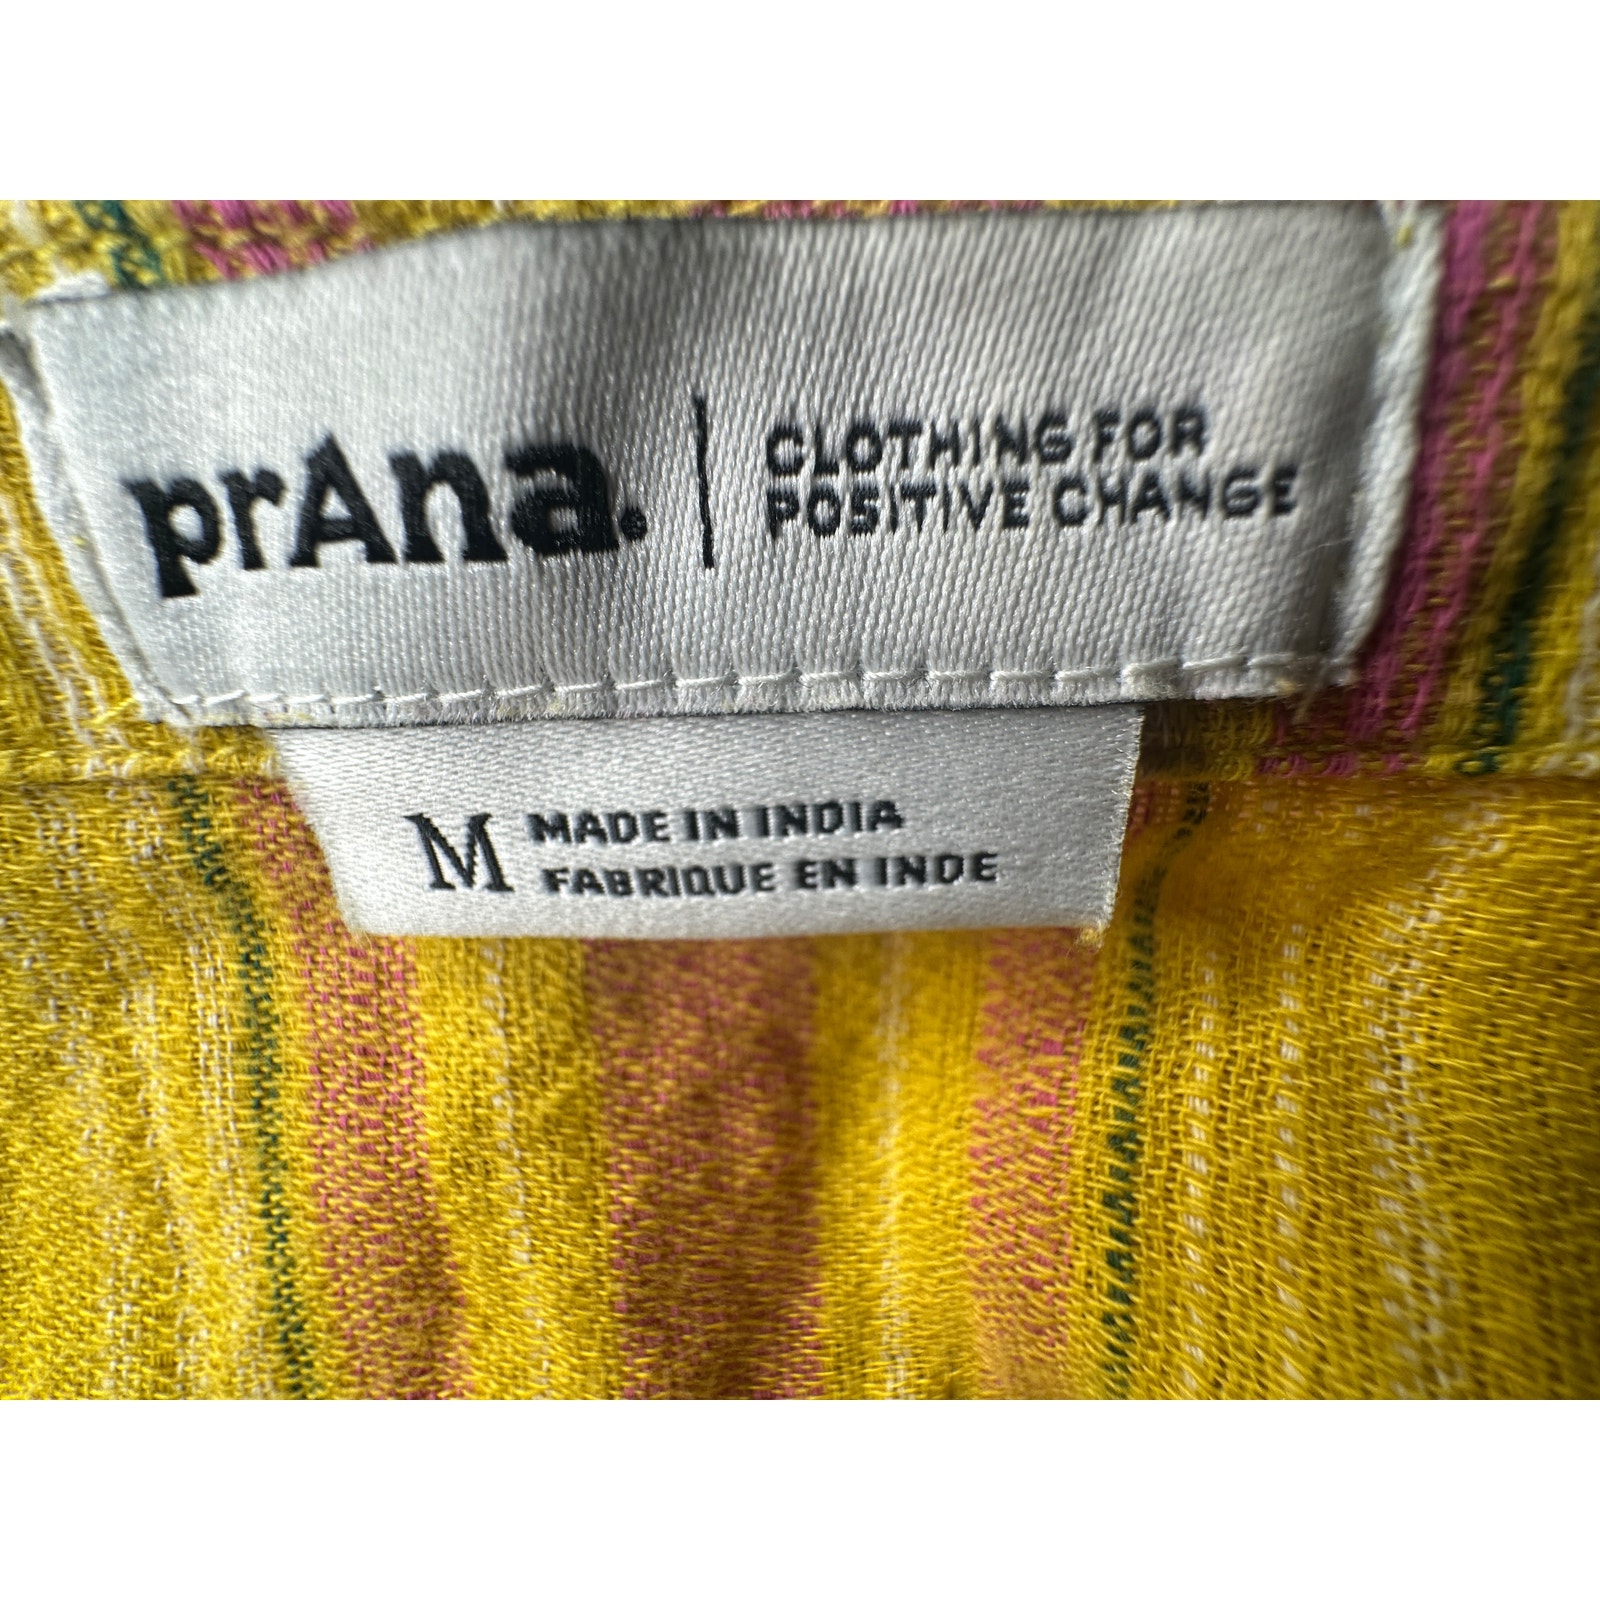 prAna. | CLOTHING FOR
POSITIVE CHANGE
M MADE IN INDIA
FABRIQUE EN INDE